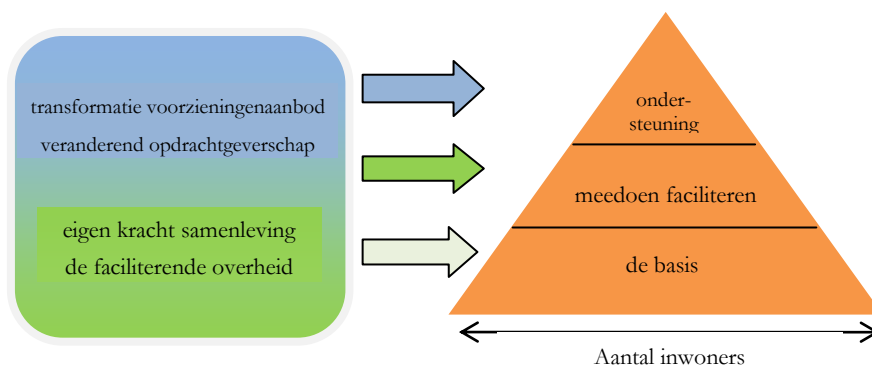 transformatie voorzieningenaanbod
veranderend opdrachtgeverschap
eigen kracht samenleving
de faciliterende overheid
onder-
steuning
meedoen faciliteren
de basis
Aantal inwoners